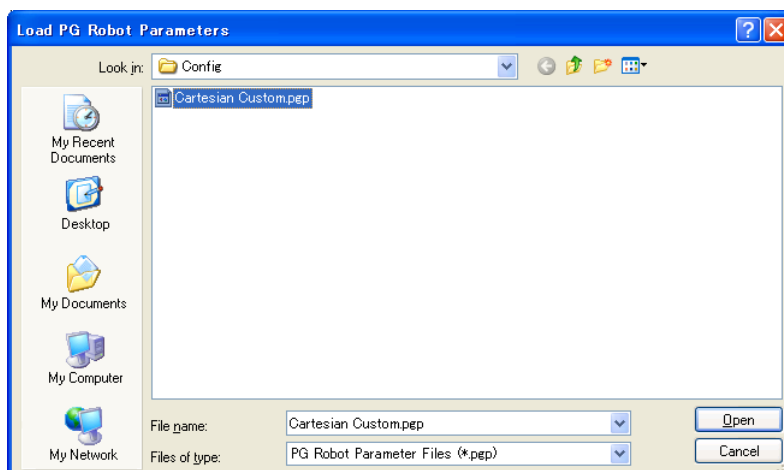 Load PG Robot Parameters
Look in: Config
Cartesian Custom.pgp
My Recent
Documents
Desktop
My Documents
My Computer
My Network
File name: Cartesian Custom.pgp Open
Files of type: PG Robot Parameter Files (*.pgp) Cancel